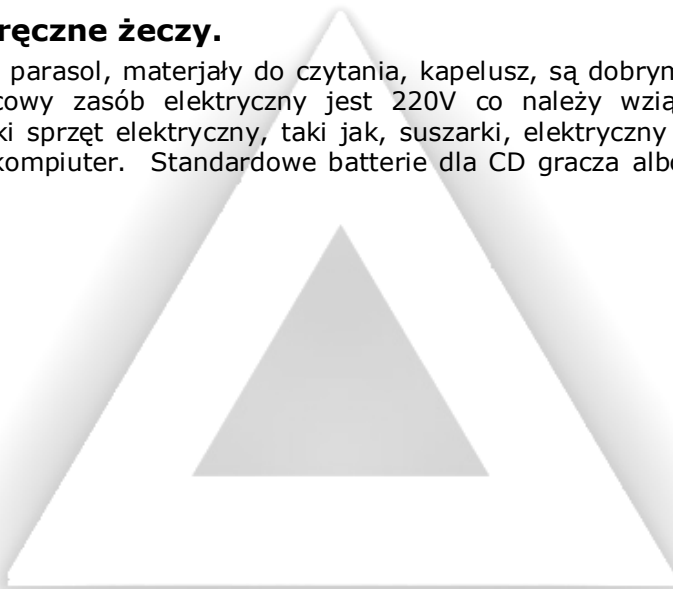 ręczne żeczy.
parasol, materjały do czytania, kapelusz, są dobrym
cowy zasób elektryczny jest 220V co należy wzią
ki sprzęt elektryczny, taki jak, suszarki, elektryczny
kompiuter. Standardowe batterie dla CD gracza albo